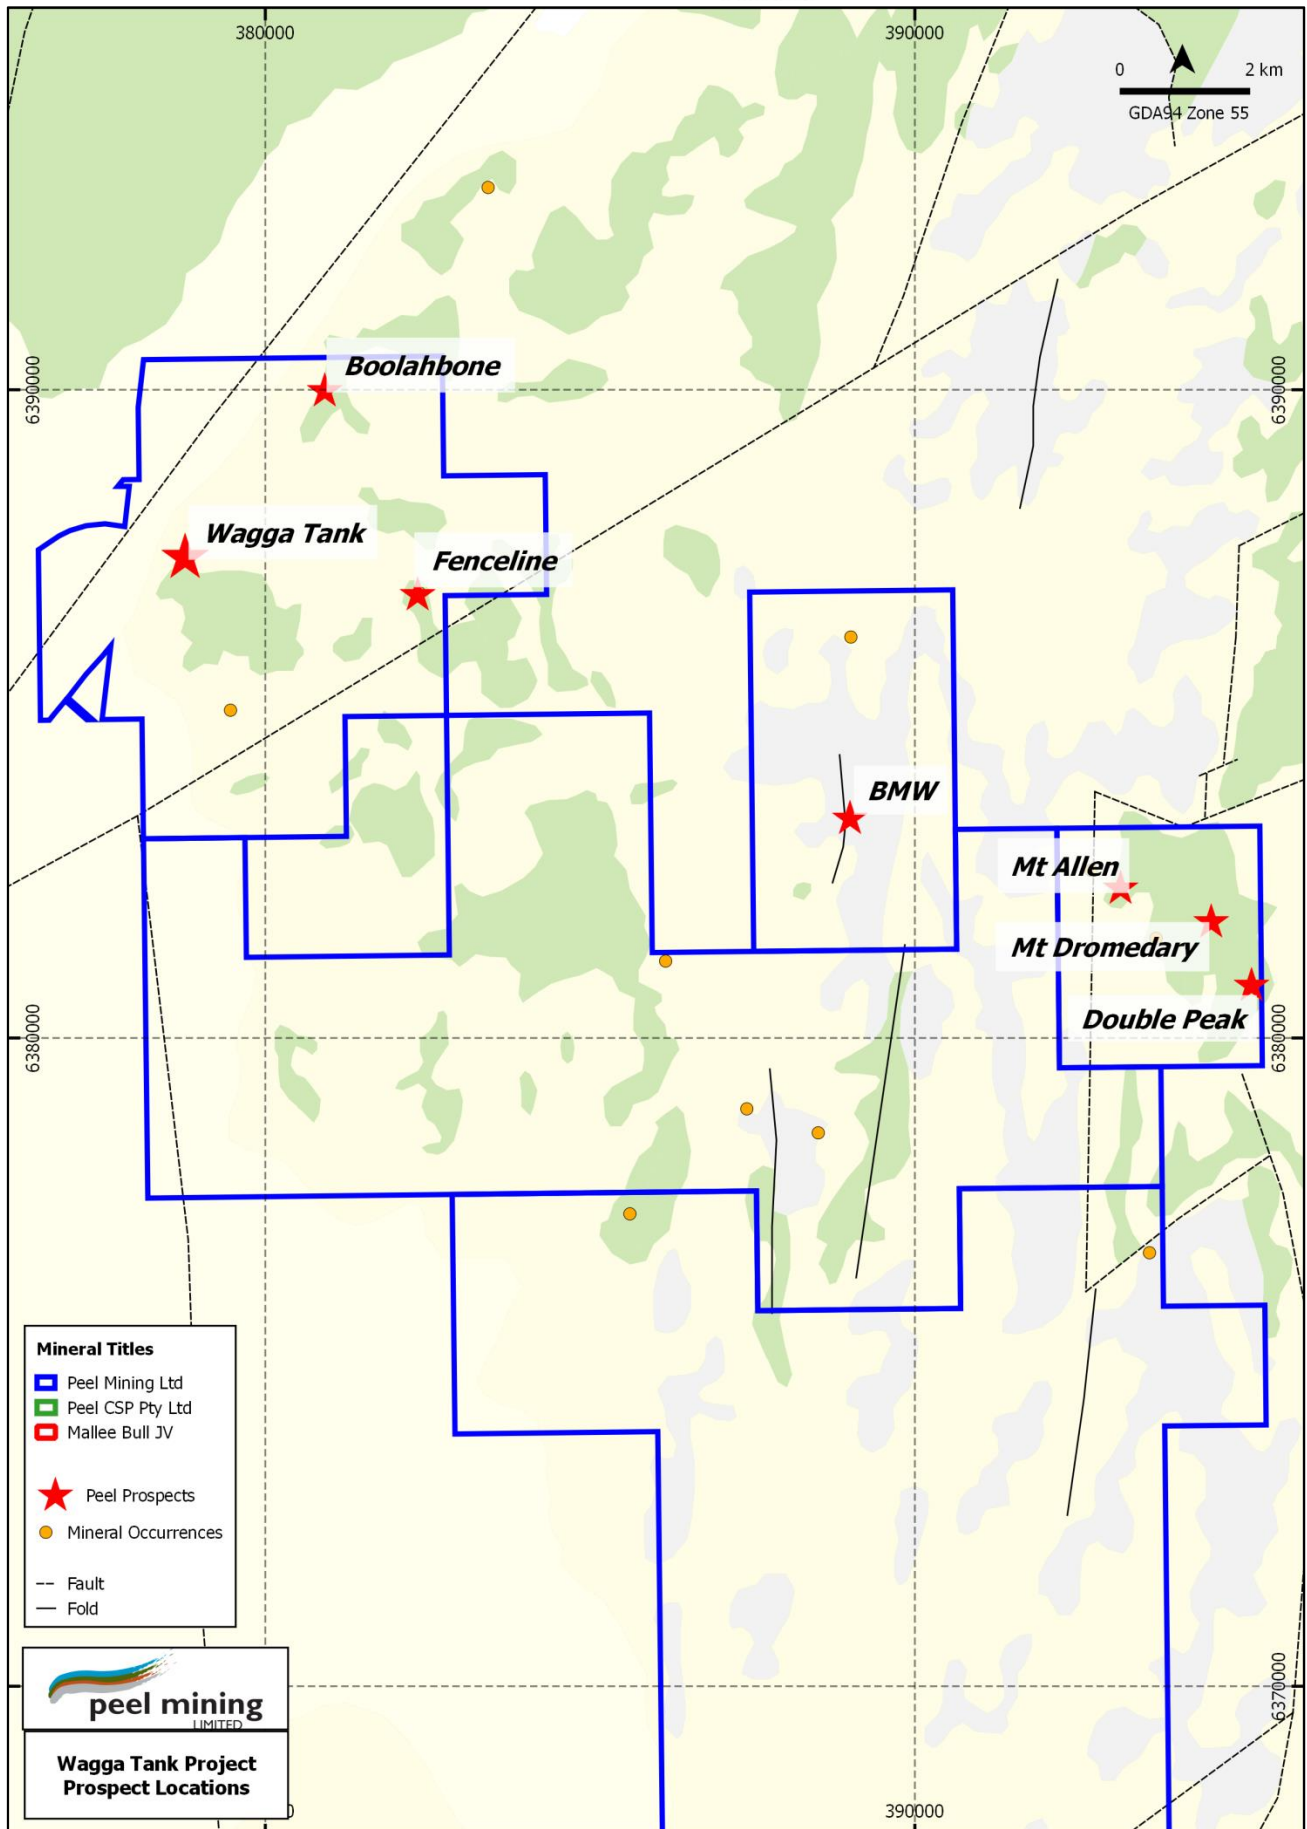 380000
390000
0 2 km
GDA94 Zone 55
6390000
6390000
Boolahbone
Wagga Tank
Fenceline
BMW
Mt Allen
Mt Dromedary
Double Peak
6380000
6380000
Mineral Titles
Peel Mining Ltd
Peel CSP Pty Ltd
Mallee Bull JV
Peel Prospects
Mineral Occurrences
Fault
Fold
peel mining
LIMITED
6370000
Wagga Tank Project
Prospect Locations
390000